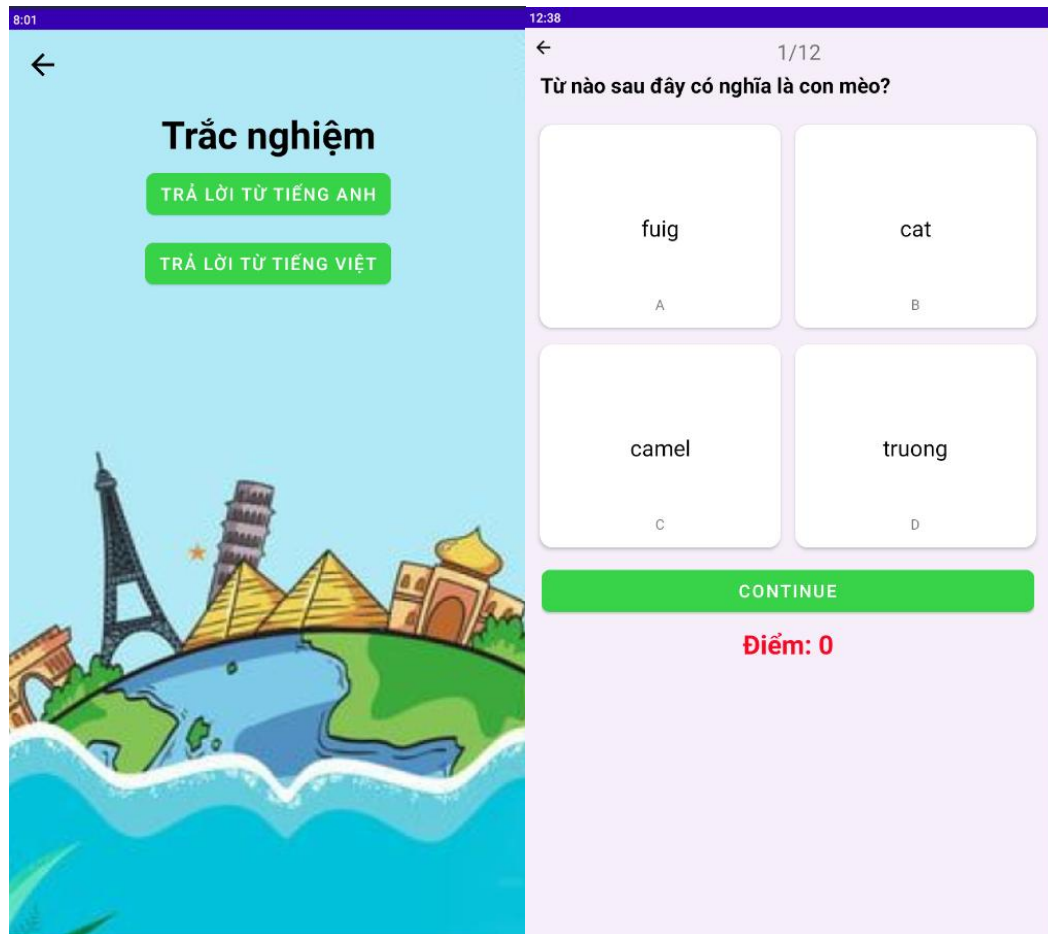 8:01
Trắc nghiệm
TRẢ LỜI TỪ TIẾNG ANH
TRẢ LỜI TỪ TIẾNG VIỆT
12:38
1/12
Từ nào sau đây có nghĩa là con mèo?
fuig
A
cat
B
camel
C
truong
D
CONTINUE
Điểm: 0